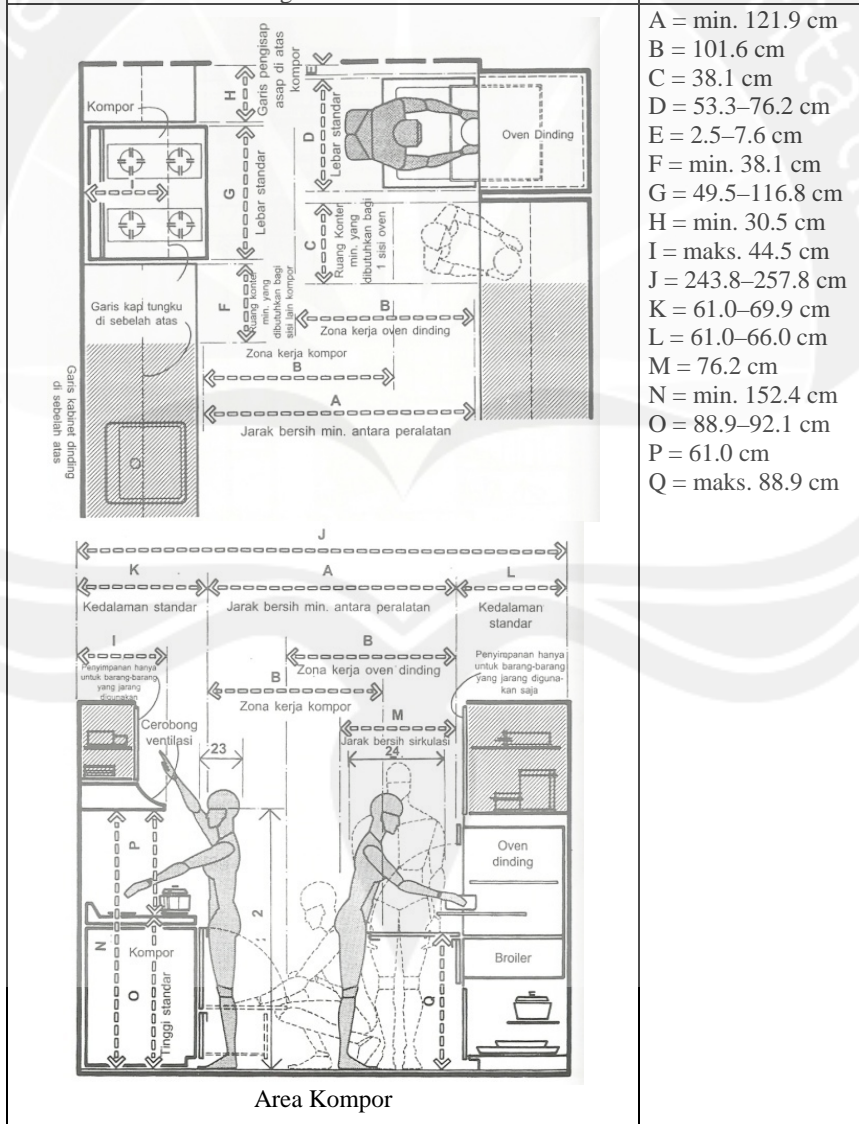 Garis pengisap
asap di atas
kompor
E
H
Kompor
D
Lebar standar
Oven Dinding
I
G
Lebar standar
C
Ruang Konter
min. yang
dibutuhkan bagi
1 sisi oven
F
Ruang konter
min. yang
dibutuhkan bagi
sisi lain kompor
Garis kap tungku
di sebelah atas
B
Zona kerja oven dinding
Zona kerja kompor
B
A
Jarak bersih min. antara peralatan
Garis kabinet dinding
di sebelah atas
J
K
A
L
Kedalaman standar
Jarak bersih min. antara peralatan
Kedalaman
standar
I
B
Penyimpanan hanya
untuk barang-barang
yang jarang
digunakan
Zona kerja oven dinding
B
Zona kerja kompor
Penyimpanan hanya
untuk barang-barang
yang jarang diguna-
kan saja
M
Jarak bersih sirkulasi
Cerobong
ventilasi
23
24
P
Oven
dinding
2
N
Kompor
O
Tinggi standar
Q
Broiler
Area Kompor
A = min. 121.9 cm
B = 101.6 cm
C = 38.1 cm
D = 53.3–76.2 cm
E = 2.5–7.6 cm
F = min. 38.1 cm
G = 49.5–116.8 cm
H = min. 30.5 cm
I = maks. 44.5 cm
J = 243.8–257.8 cm
K = 61.0–69.9 cm
L = 61.0–66.0 cm
M = 76.2 cm
N = min. 152.4 cm
O = 88.9–92.1 cm
P = 61.0 cm
Q = maks. 88.9 cm